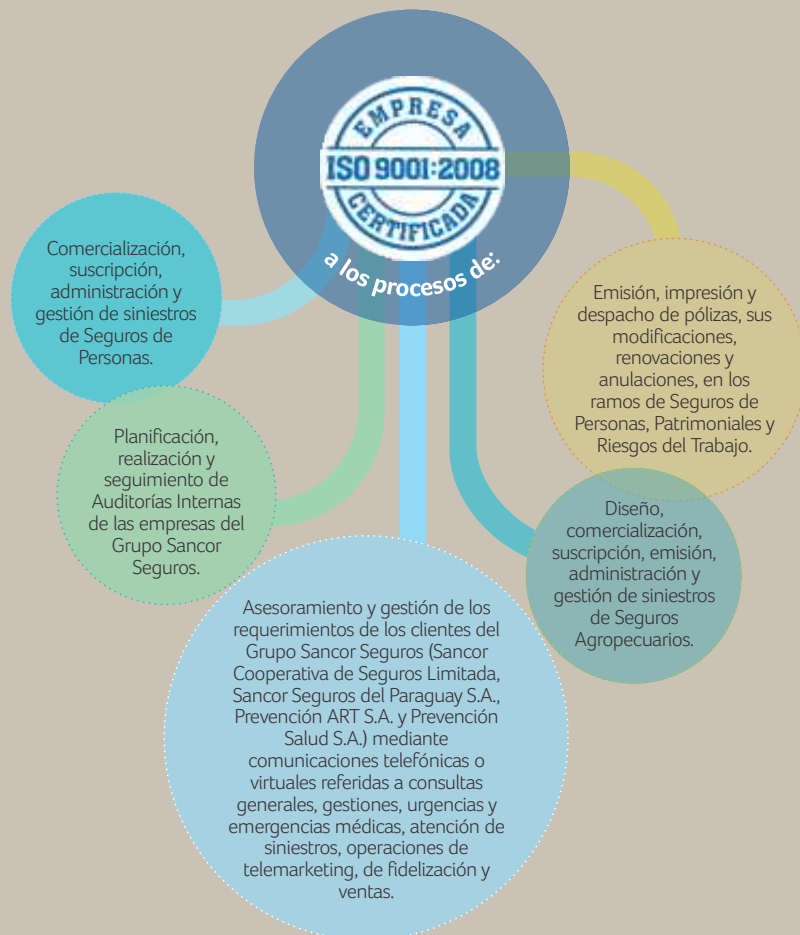 EMPRESA
ISO 9001:2008
CERTIFICADA
a los procesos de:
Comercialización,
suscripción,
administración y
gestión de siniestros
de Seguros de
Personas.
Planificación,
realización y
seguimiento de
Auditorías Internas
de las empresas del
Grupo Sancor
Seguros.
Asesoramiento y gestión de los
requerimientos de los clientes del
Grupo Sancor Seguros (Sancor
Cooperativa de Seguros Limitada,
Sancor Seguros del Paraguay S.A.,
Prevención ART S.A. y Prevención
Salud S.A.) mediante
comunicaciones telefónicas o
virtuales referidas a consultas
generales, gestiones, urgencias y
emergencias médicas, atención de
siniestros, operaciones de
telemarketing, de fidelización y
ventas.
Diseño,
comercialización,
suscripción, emisión,
administración y
gestión de siniestros
de Seguros
Agropecuarios.
Emisión, impresión y
despacho de pólizas, sus
modificaciones,
renovaciones y
anulaciones, en los
ramos de Seguros de
Personas, Patrimoniales y
Riesgos del Trabajo.